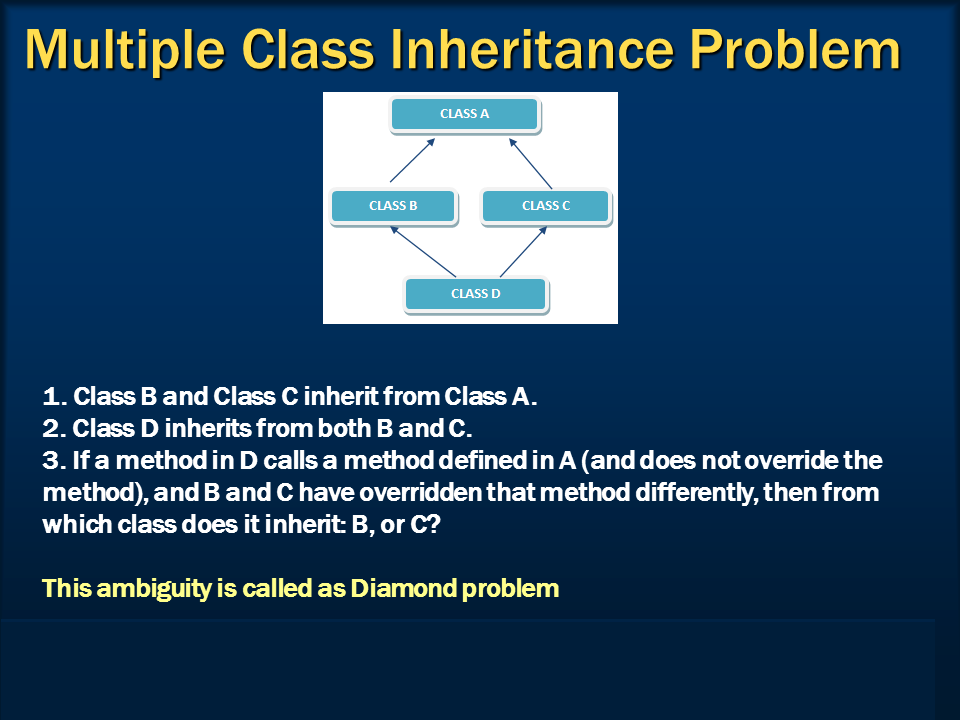 Multiple Class Inheritance Problem
CLASS A
CLASS B
CLASS C
CLASS D
1. Class B and Class C inherit from Class A.
2. Class D inherits from both B and C.
3. If a method in D calls a method defined in A (and does not override the
method), and B and C have overridden that method differently, then from
which class does it inherit: B, or C?
This ambiguity is called as Diamond problem